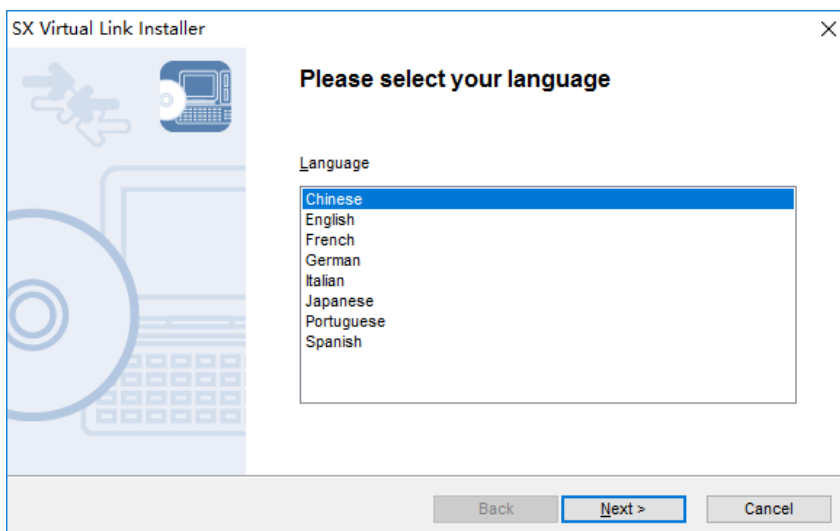 SX Virtual Link Installer
Please select your language
Language
Chinese
English
French
German
Italian
Japanese
Portuguese
Spanish
Back
Next >
Cancel